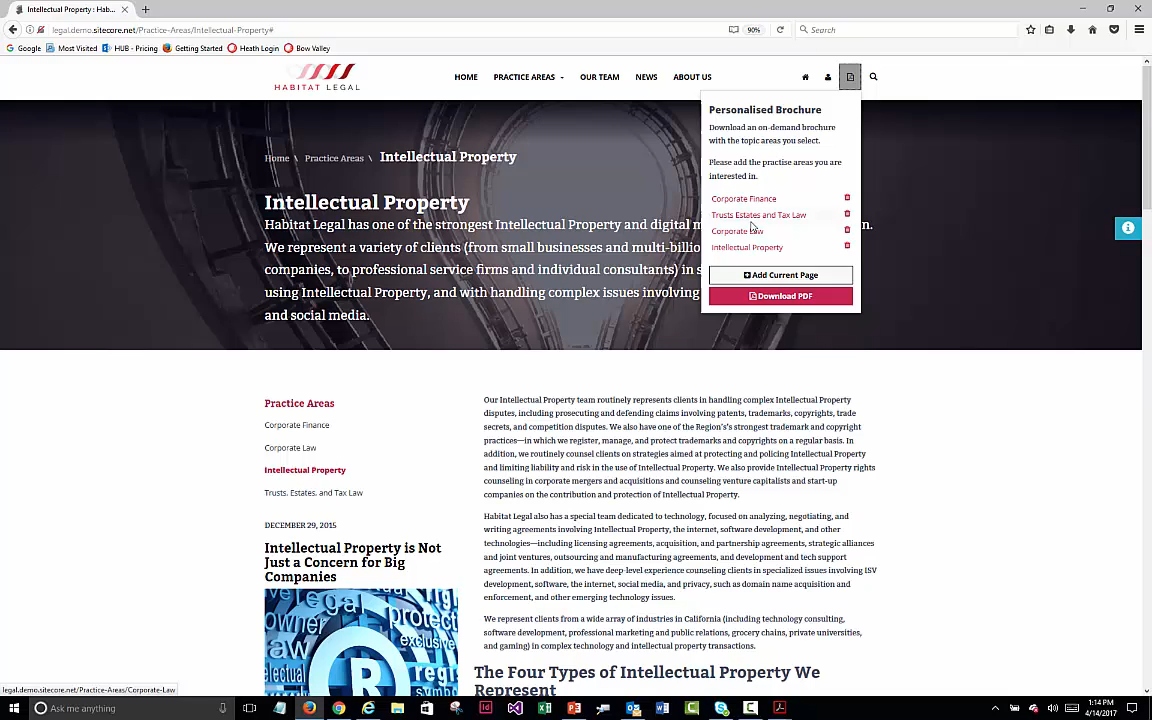 Intellectual Property : Hab...
legal.demo.sitecore.net/Practice-Areas/Intellectual-Property#
90%
Search
Google
Most Visited
HUB - Pricing
Getting Started
Heath Login
Bow Valley
HABITAT LEGAL
HOME
PRACTICE AREAS
OUR TEAM
NEWS
ABOUT US
Personalised Brochure
Download an on-demand brochure
with the topic areas you select.
Please add the practise areas you are
interested in.
Corporate Finance
Trusts Estates and Tax Law
Corporate Law
Intellectual Property
Add Current Page
Download PDF
Home \ Practice Areas \ Intellectual Property
Intellectual Property
Habitat Legal has one of the strongest Intellectual Property and digital m
n.
We represent a variety of clients (from small businesses and multi-billio
companies, to professional service firms and individual consultants) in s
using Intellectual Property, and with handling complex issues involving
and social media.
Practice Areas
Corporate Finance
Corporate Law
Intellectual Property
Trusts, Estates, and Tax Law
DECEMBER 29, 2015
Intellectual Property is Not
Just a Concern for Big
Companies
Our Intellectual Property team routinely represents clients in handling complex Intellectual Property
disputes, including prosecuting and defending claims involving patents, trademarks, copyrights, trade
secrets, and competition disputes. We also have one of the Region's's strongest trademark and copyright
practices—in which we register, manage, and protect trademarks and copyrights on a regular basis. In
addition, we routinely counsel clients on strategies aimed at protecting and policing Intellectual Property
and limiting liability and risk in the use of Intellectual Property. We also provide Intellectual Property rights
counseling in corporate mergers and acquisitions and counseling venture capitalists and start-up
companies on the contribution and protection of Intellectual Property.
Habitat Legal also has a special team dedicated to technology, focused on analyzing, negotiating, and
writing agreements involving Intellectual Property, the internet, software development, and other
technologies—including licensing agreements, acquisition, and partnership agreements, strategic alliances
and joint ventures, outsourcing and manufacturing agreements, and development and tech support
agreements. In addition, we have deep-level experience counseling clients in specialized issues involving ISV
development, software, the internet, social media, and privacy, such as domain name acquisition and
enforcement, and other emerging technology issues.
We represent clients from a wide array of industries in California (including technology consulting,
software development, professional marketing and public relations, grocery chains, private universities,
and gaming) in complex technology and intellectual property transactions.
The Four Types of Intellectual Property We
Represent
legal
protect
owner
words
exclusive
law
R
legal.demo.sitecore.net/Practice-Areas/Corporate-Law
Ask me anything
1:14 PM
4/14/2017